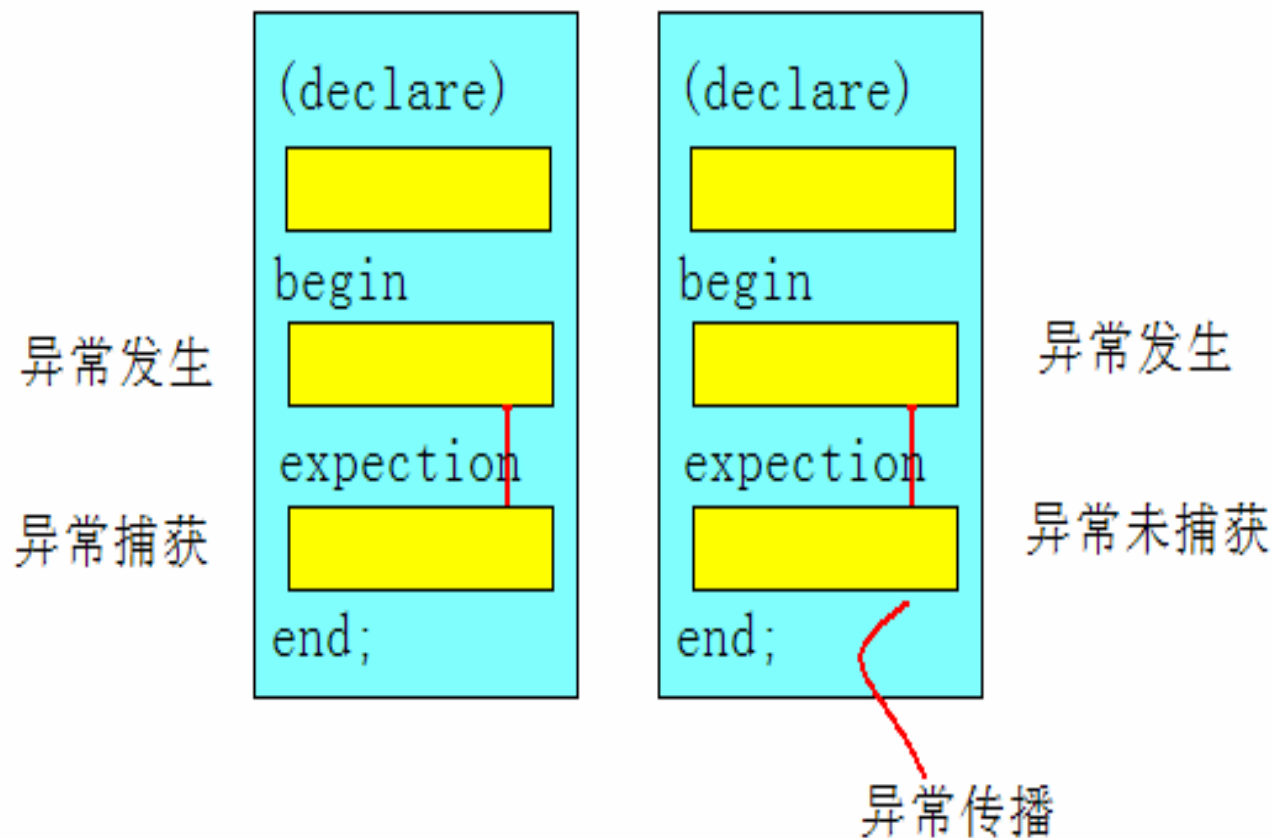 (declare)
begin
异常发生
expection
异常捕获
end;
(declare)
begin
异常发生
expection
异常未捕获
end;
异常传播